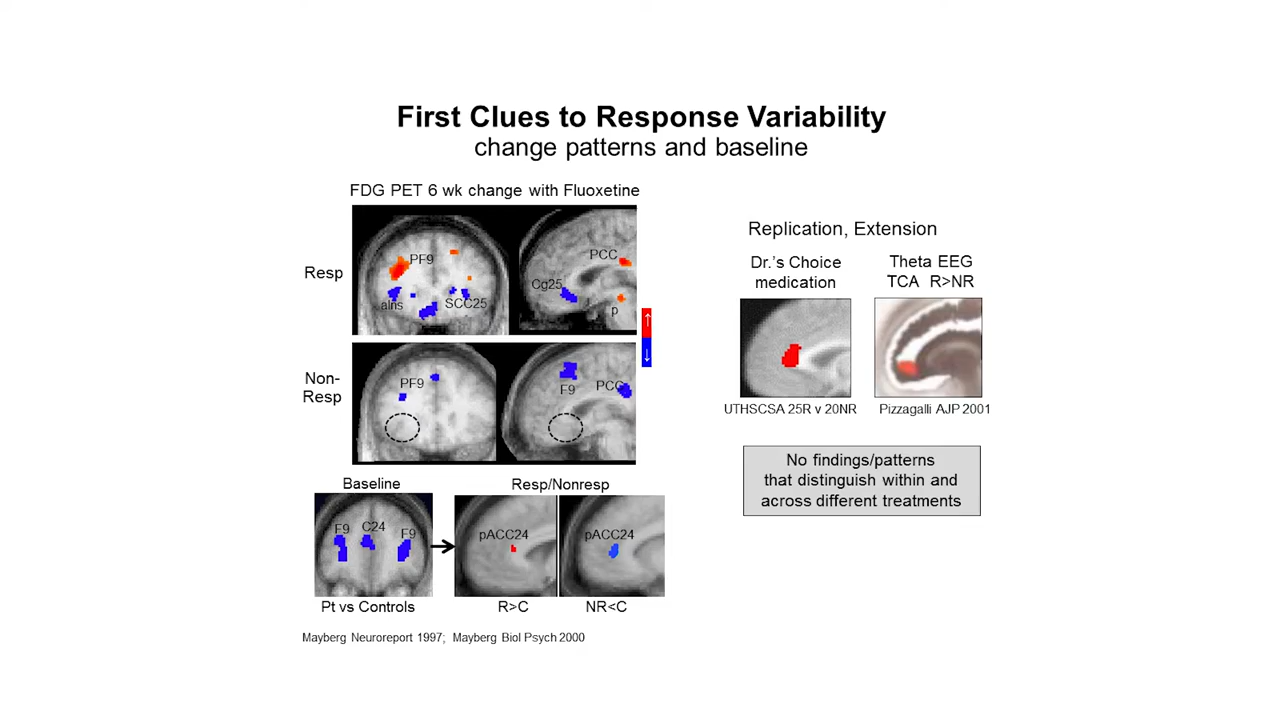 First Clues to Response Variability
change patterns and baseline
FDG PET 6 wk change with Fluoxetine
Resp
PF9
aIns
SCC25
PCC
Cg25
p
↑
↓
Non-
Resp
PF9
F9
PCC
Baseline
F9
C24
F9
Pt vs Controls
Resp/Nonresp
pACC24
pACC24
R>C
NR<C
Mayberg Neuroreport 1997; Mayberg Biol Psych 2000
Replication, Extension
Dr.'s Choice
medication
UTHSCSA 25R v 20NR
Theta EEG
TCA R>NR
Pizzagalli AJP 2001
No findings/patterns
that distinguish within and
across different treatments